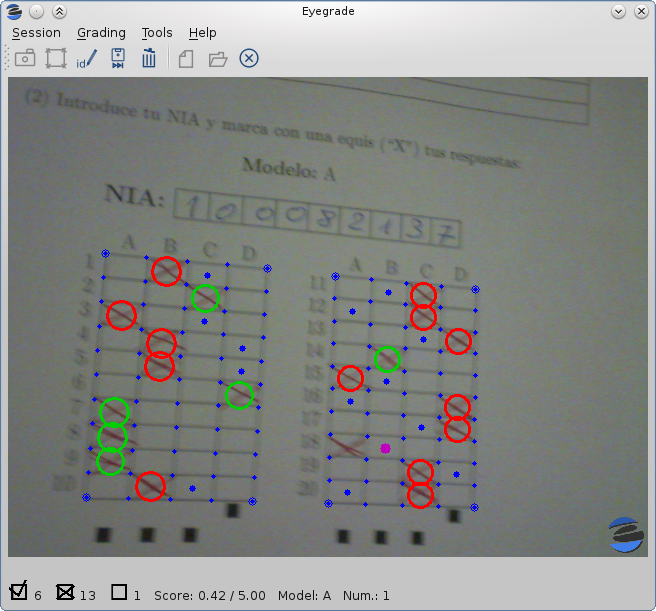 Eyegrade
Session Grading Tools Help
(2) Introduce tu NIA y marca con una equis ("X") tus respuestas:
Modelo: A
NIA: 1 0 0 0 8 2 1 3 7
A B C D
1
2
3
4
5
6
7
8
9
10
A B C D
11
12
13
14
15
16
17
18
19
20
6 13 1 Score: 0.42 / 5.00 Model: A Num.: 1